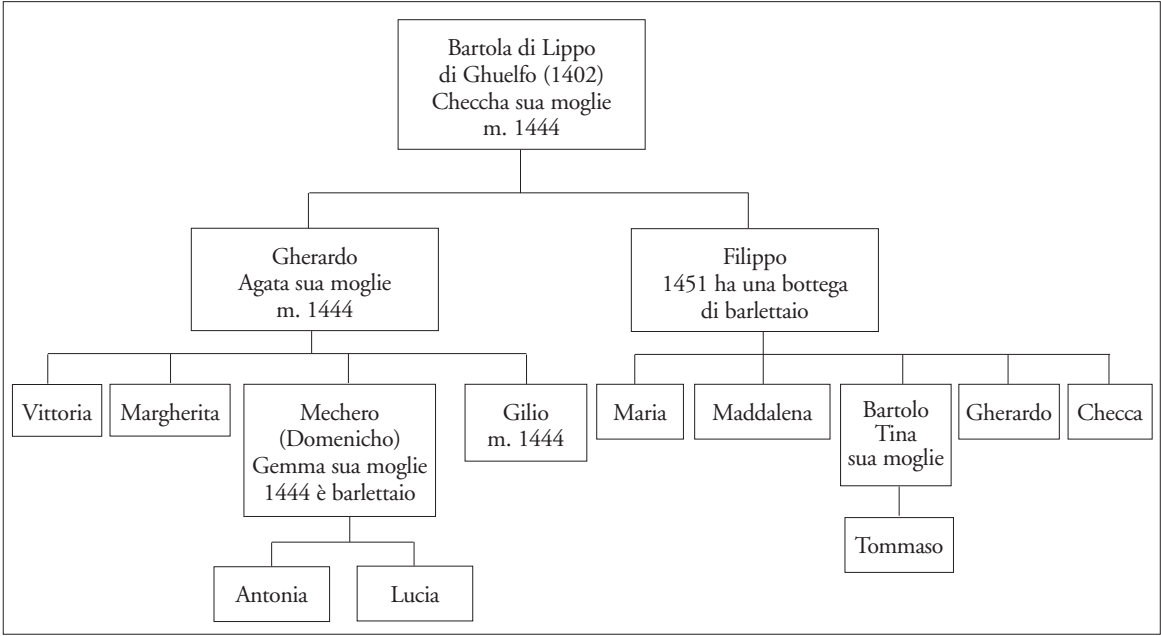 Bartola di Lippo
di Ghuelfo (1402)
Checcha sua moglie
m. 1444
Gherardo
Agata sua moglie
m. 1444
Filippo
1451 ha una bottega
di barlettaio
Vittoria
Margherita
Mechero
(Domenicho)
Gemma sua moglie
1444 è barlettaio
Gilio
m. 1444
Maria
Maddalena
Bartolo
Tina
sua moglie
Gherardo
Checca
Tommaso
Antonia
Lucia